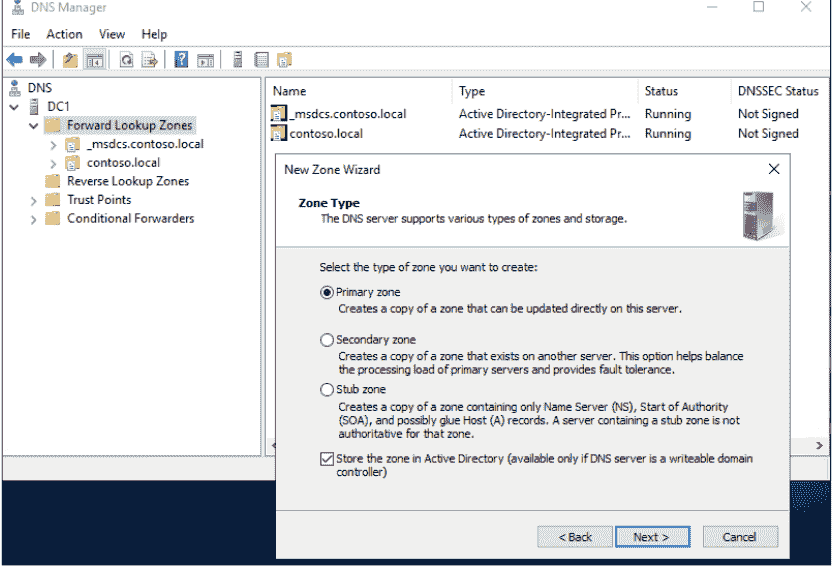 DNS Manager
File Action View Help
DNS
DC1
Forward Lookup Zones
_msdcs.contoso.local
contoso.local
Reverse Lookup Zones
Trust Points
Conditional Forwarders
Name Type Status DNSSEC Status
_msdcs.contoso.local Active Directory-Integrated Pr... Running Not Signed
contoso.local Active Directory-Integrated Pr... Running Not Signed
New Zone Wizard
Zone Type
The DNS server supports various types of zones and storage.
Select the type of zone you want to create:
Primary zone
Creates a copy of a zone that can be updated directly on this server.
Secondary zone
Creates a copy of a zone that exists on another server. This option helps balance
the processing load of primary servers and provides fault tolerance.
Stub zone
Creates a copy of a zone containing only Name Server (NS), Start of Authority
(SOA), and possibly glue Host (A) records. A server containing a stub zone is not
authoritative for that zone.
Store the zone in Active Directory (available only if DNS server is a writeable domain
controller)
< Back Next > Cancel